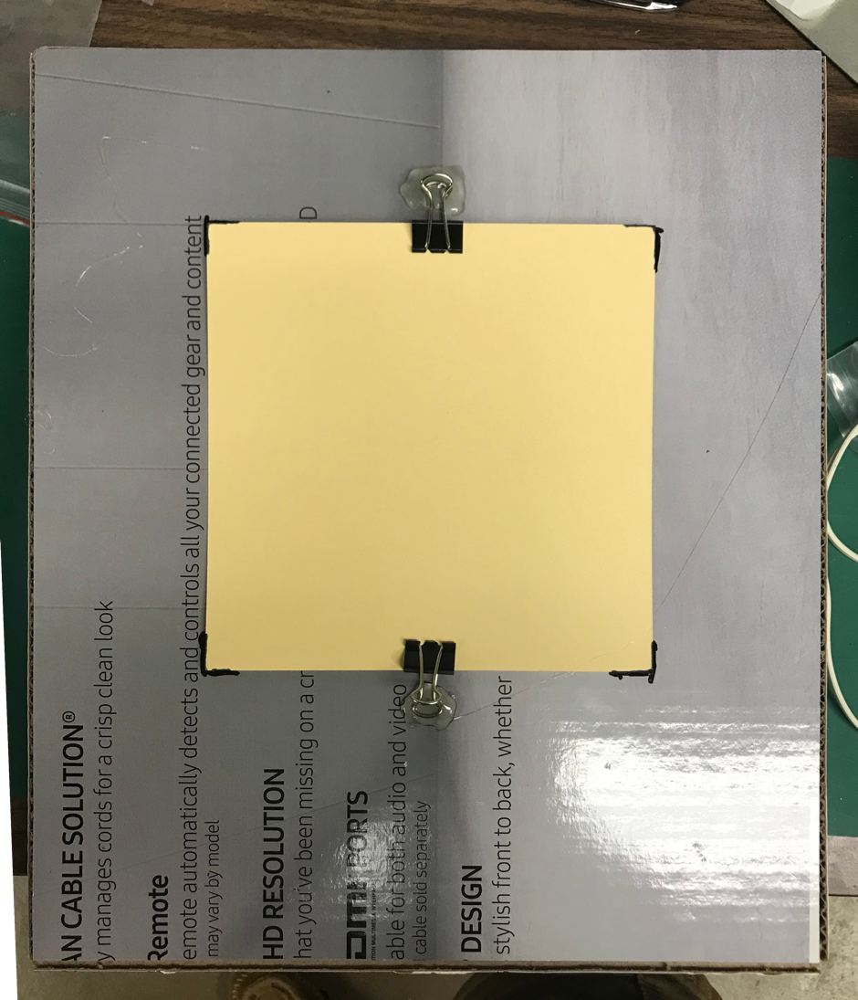 AN CABLE SOLUTION®
y manages cords for a crisp clean look
Remote
emote automatically detects and controls all your connected gear and content
may vary by model
HD RESOLUTION
hat you've been missing on a cr D
PORTS
able for both audio and video
cable sold separately
DESIGN
stylish front to back, whether